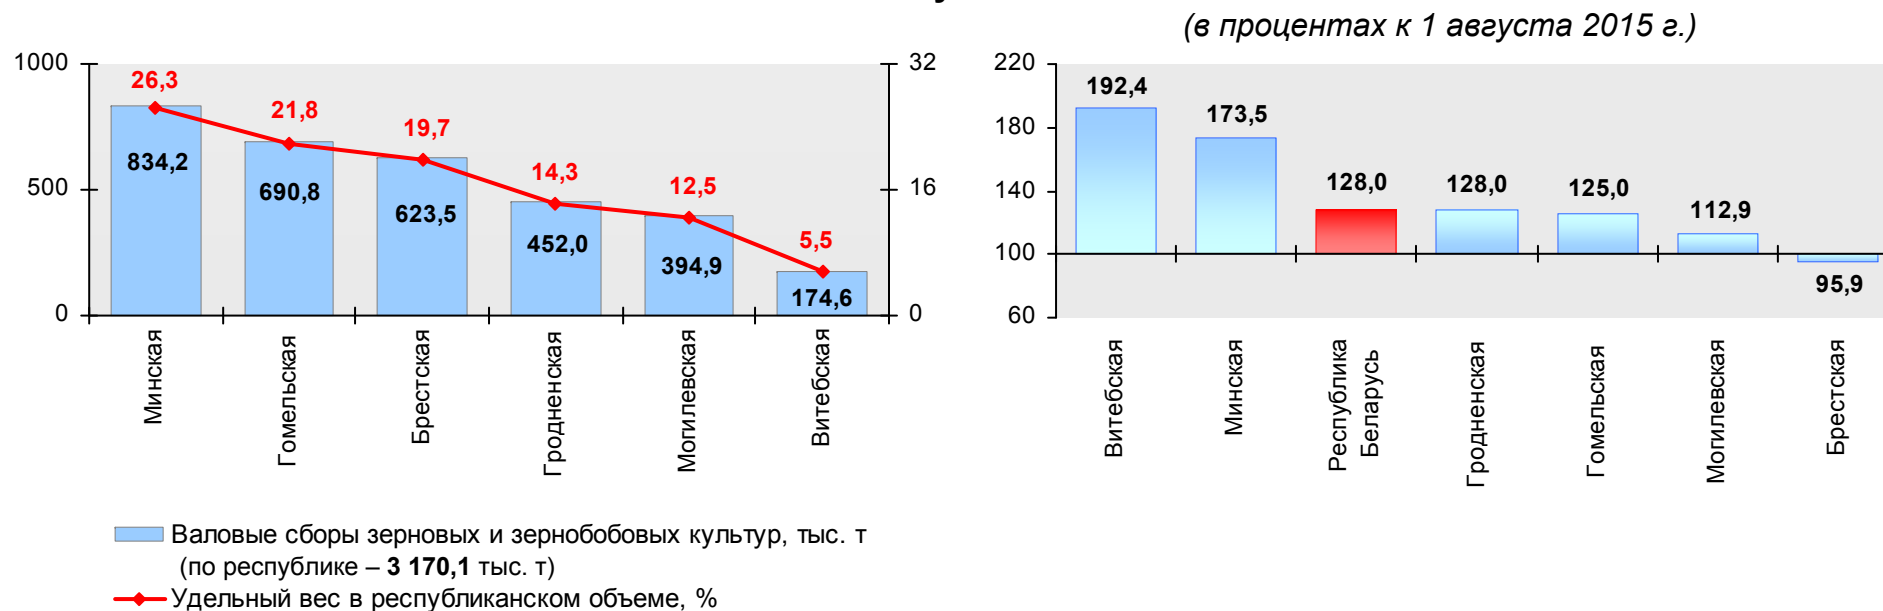 (в процентах к 1 августа 2015 г.)
1000
500
0
32
16
0
26,3
21,8
19,7
14,3
12,5
5,5
834,2
690,8
623,5
452,0
394,9
174,6
Минская
Гомельская
Брестская
Гродненская
Могилевская
Витебская
Валовые сборы зерновых и зернобобовых культур, тыс. т
(по республике – 3 170,1 тыс. т)
Удельный вес в республиканском объеме, %
220
180
140
100
60
192,4
173,5
128,0
128,0
125,0
112,9
95,9
Витебская
Минская
Республика
Беларусь
Гродненская
Гомельская
Могилевская
Брестская